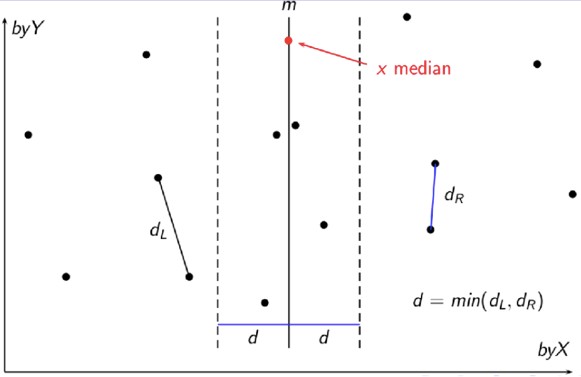 m
byY
x median
d_L
d_R
d = min(d_L, d_R)
d
d
byX